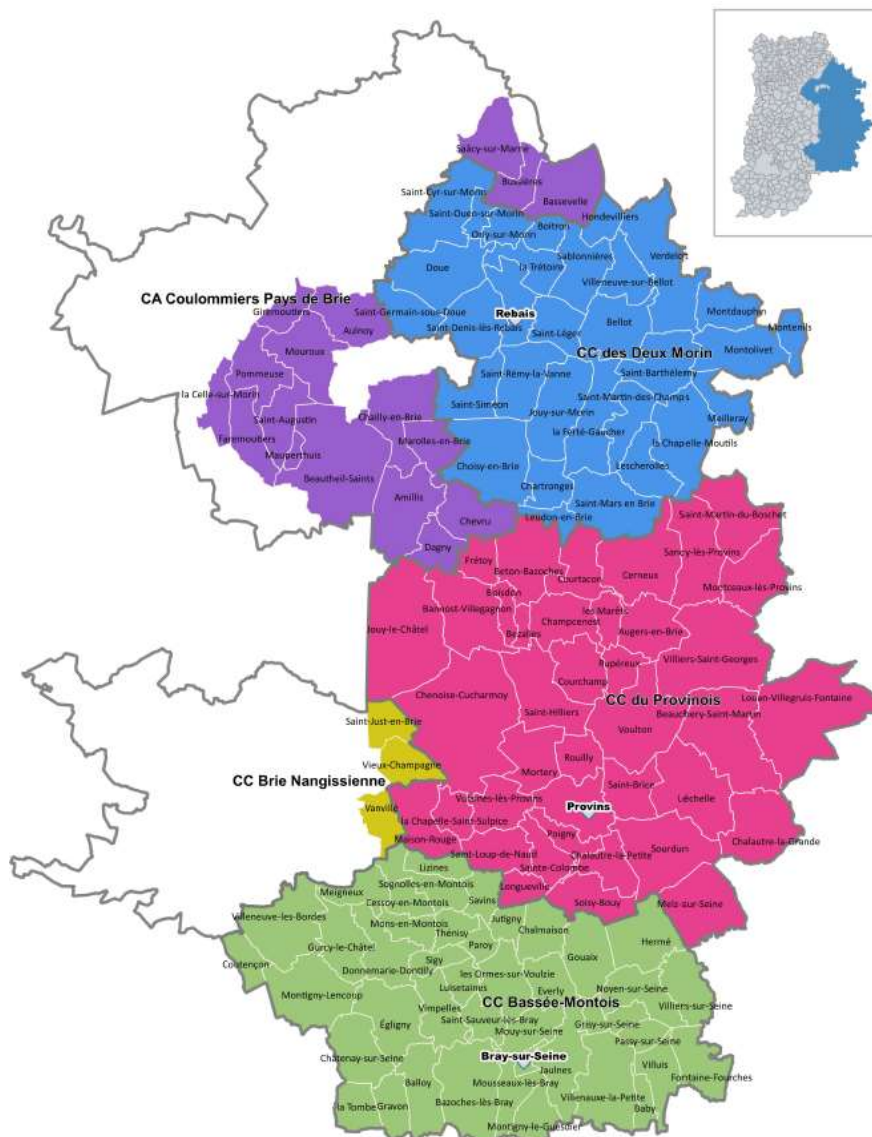 Saâcy-sur-Marne
Bussières
Bassevelle
Saint-Cyr-sur-Morin
Saint-Ouen-sur-Morin
Hondevilliers
Boitron
Orly-sur-Morin
Sablonnières
Verdelot
Doue
la Trétoire
Villeneuve-sur-Bellot
CA Coulommiers Pays de Brie
Giremoutiers
Saint-Germain-sous-Doue
Rebais
Montdauphin
Aulnoy
Saint-Denis-lès-Rebais
Saint-Léger
Bellot
Montenils
Mouroux
CC des Deux Morin
Montolivet
Pommeuse
Saint-Rémy-la-Vanne
Saint-Barthélemy
la Celle-sur-Morin
Saint-Martin-des-Champs
Saint-Siméon
Chailly-en-Brie
Saint-Augustin
Jouy-sur-Morin
Meilleray
Faremoutiers
Marolles-en-Brie
la Ferté-Gaucher
la Chapelle-Moutils
Mauperthuis
Beautheil-Saints
Choisy-en-Brie
Lescherolles
Chartronges
Amillis
Saint-Mars en Brie
Chevru
Leudon-en-Brie
Saint-Martin-du-Boschet
Dagny
Frétoy
Sancy-lès-Provins
Beton-Bazoches
Courtacon
Cerneux
Montceaux-lès-Provins
Boisdon
Bannost-Villegagnon
les Marêts
Champcenest
Jouy-le-Châtel
Bezalles
Augers-en-Brie
Rupéreux
Villiers-Saint-Georges
Courchamp
Chenoise-Cucharmoy
Louan-Villegruis-Fontaine
CC du Provinois
Saint-Hilliers
Beauchery-Saint-Martin
Saint-Just-en-Brie
Voulton
Rouilly
Vieux-Champagne
Mortery
CC Brie Nangissienne
Saint-Brice
Vulaines-lès-Provins
Léchelle
Vanvillé
Provins
la Chapelle-Saint-Sulpice
Poigny
Maison-Rouge
Sourdun
Chalautre-la-Grande
Saint-Loup-de-Naud
Chalautre-la-Petite
Sainte-Colombe
Lizines
Longueville
Soisy-Bouy
Melz-sur-Seine
Sognolles-en-Montois
Meigneux
Cessoy-en-Montois
Savins
Villeneuve-les-Bordes
Jutigny
Mons-en-Montois
Chalmaison
Thénisy
Hermé
Gurcy-le-Châtel
Paroy
Gouaix
Coutençon
Sigy
Donnemarie-Dontilly
les Ormes-sur-Voulzie
Luisetaines
Everly
Noyen-sur-Seine
Montigny-Lencoup
CC Bassée-Montois
Villiers-sur-Seine
Vimpelles
Saint-Sauveur-lès-Bray
Égligny
Mouy-sur-Seine
Grisy-sur-Seine
Passy-sur-Seine
Châtenay-sur-Seine
Bray-sur-Seine
Jaulnes
Villuis
Balloy
Mousseaux-lès-Bray
Fontaine-Fourches
la Tombe
Gravon
Bazoches-lès-Bray
Villenauxe-la-Petite
Baby
Montigny-le-Guesdier